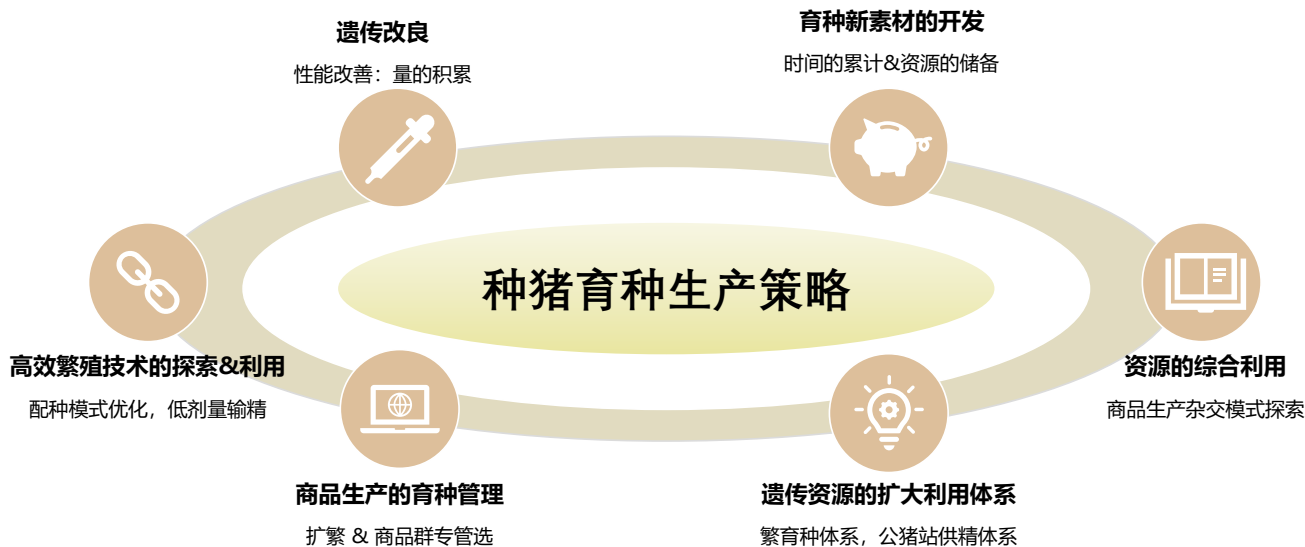 遗传改良
性能改善：量的积累
育种新素材的开发
时间的累计&资源的储备
种猪育种生产策略
高效繁殖技术的探索&利用
配种模式优化，低剂量输精
资源的综合利用
商品生产杂交模式探索
商品生产的育种管理
扩繁 & 商品群专管选
遗传资源的扩大利用体系
繁育种体系，公猪站供精体系